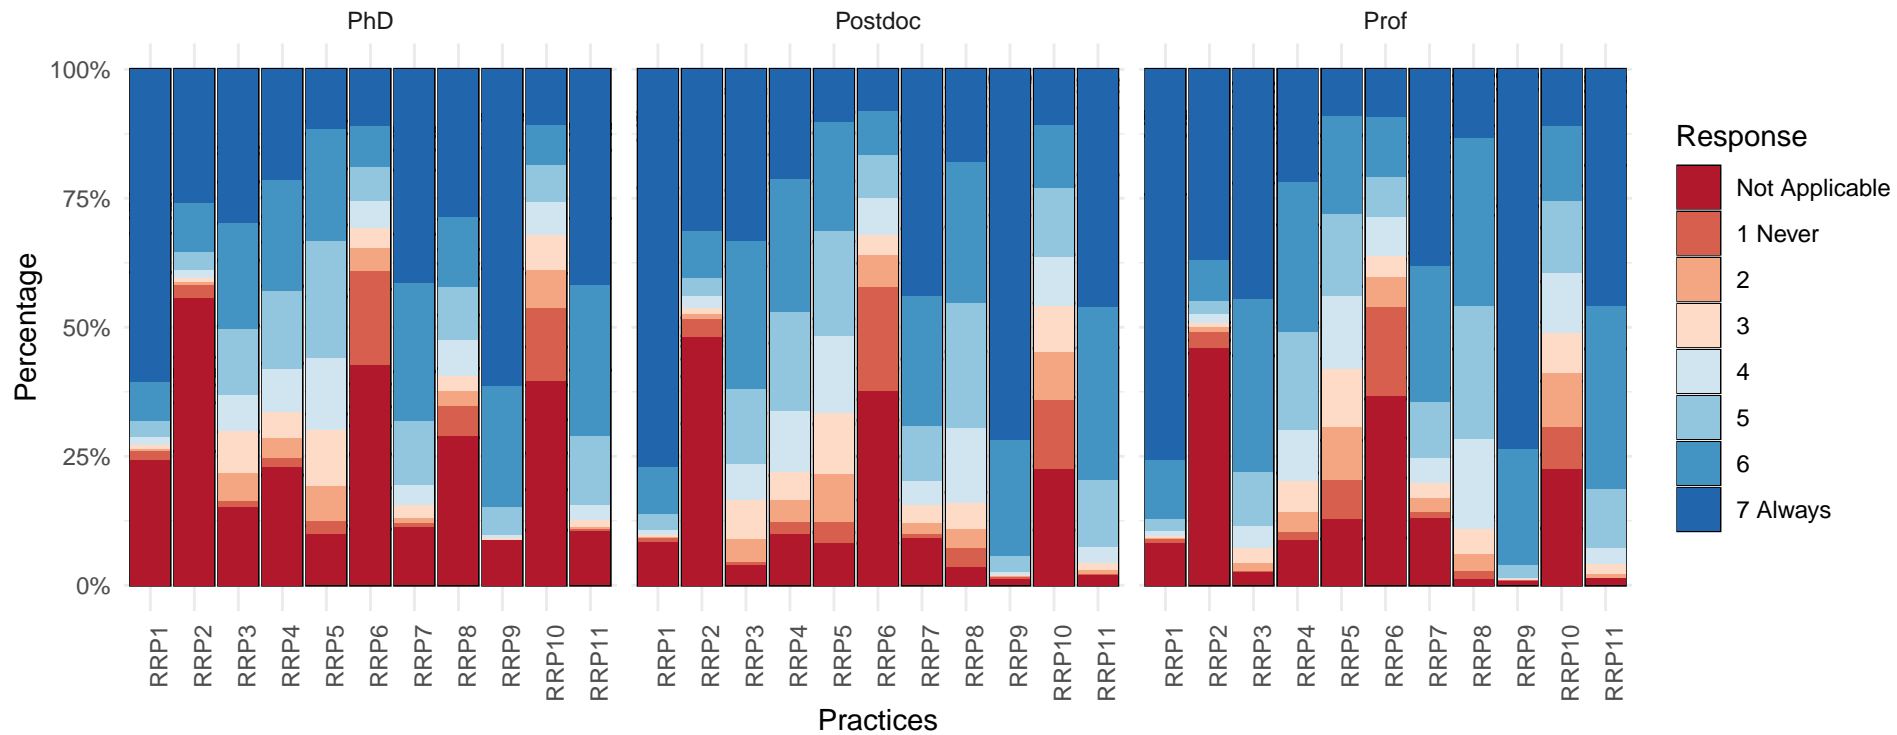 PhD
Postdoc
Prof
Percentage
100%
75%
50%
25%
0%
RRP1
RRP2
RRP3
RRP4
RRP5
RRP6
RRP7
RRP8
RRP9
RRP10
RRP11
RRP1
RRP2
RRP3
RRP4
RRP5
RRP6
RRP7
RRP8
RRP9
RRP10
RRP11
RRP1
RRP2
RRP3
RRP4
RRP5
RRP6
RRP7
RRP8
RRP9
RRP10
RRP11
Practices
Response
Not Applicable
1 Never
2
3
4
5
6
7 Always